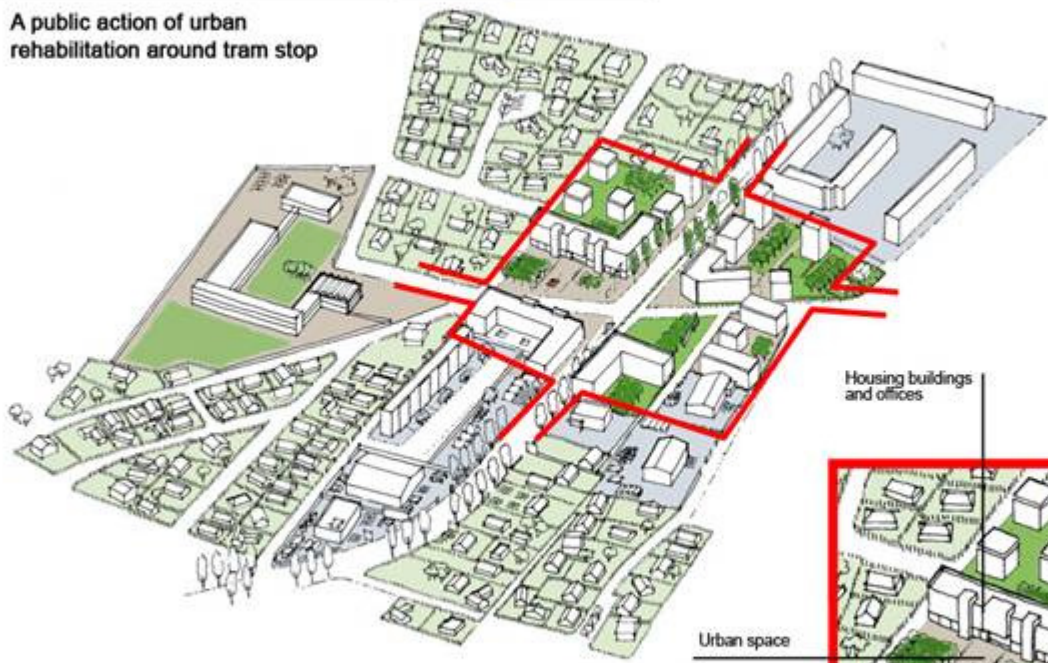 A public action of urban
rehabilitation around tram stop
Housing buildings
and offices
Urban space